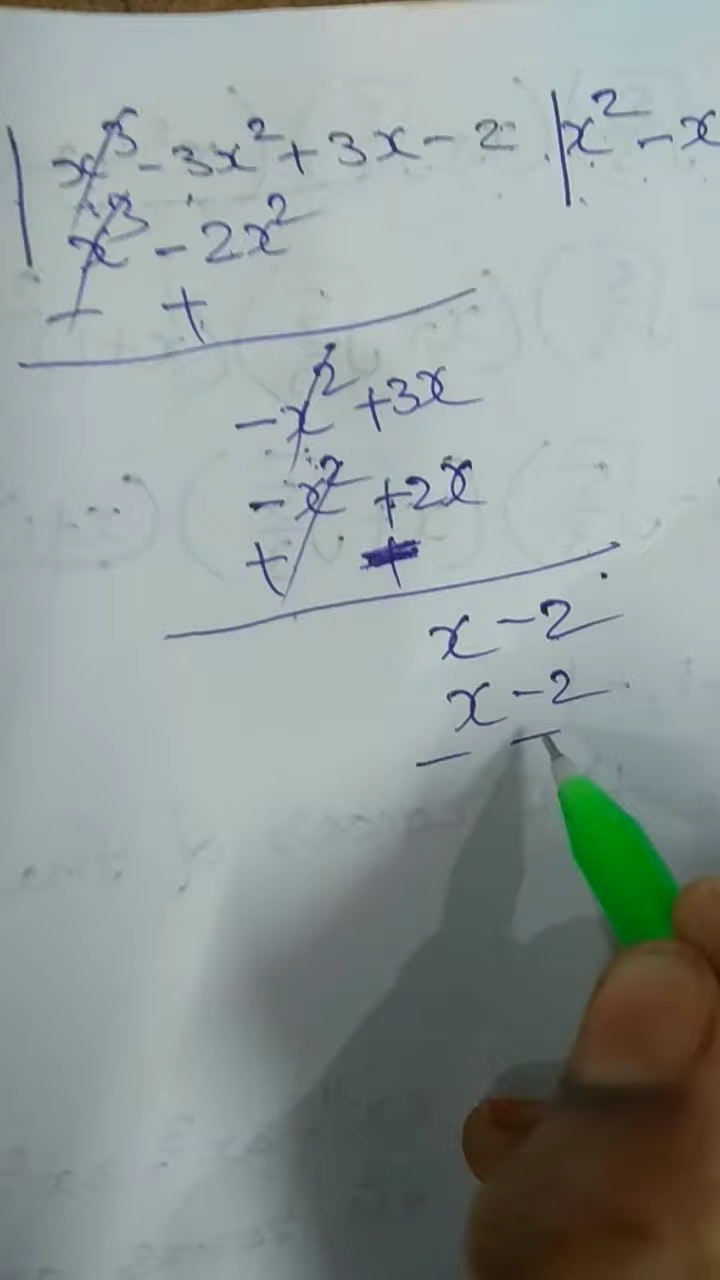 | x³ - 3x² + 3x - 2 | x² - x
x³ - 2x²
- +
-x² + 3x
-x² + 2x
+
x - 2
x - 2
- -